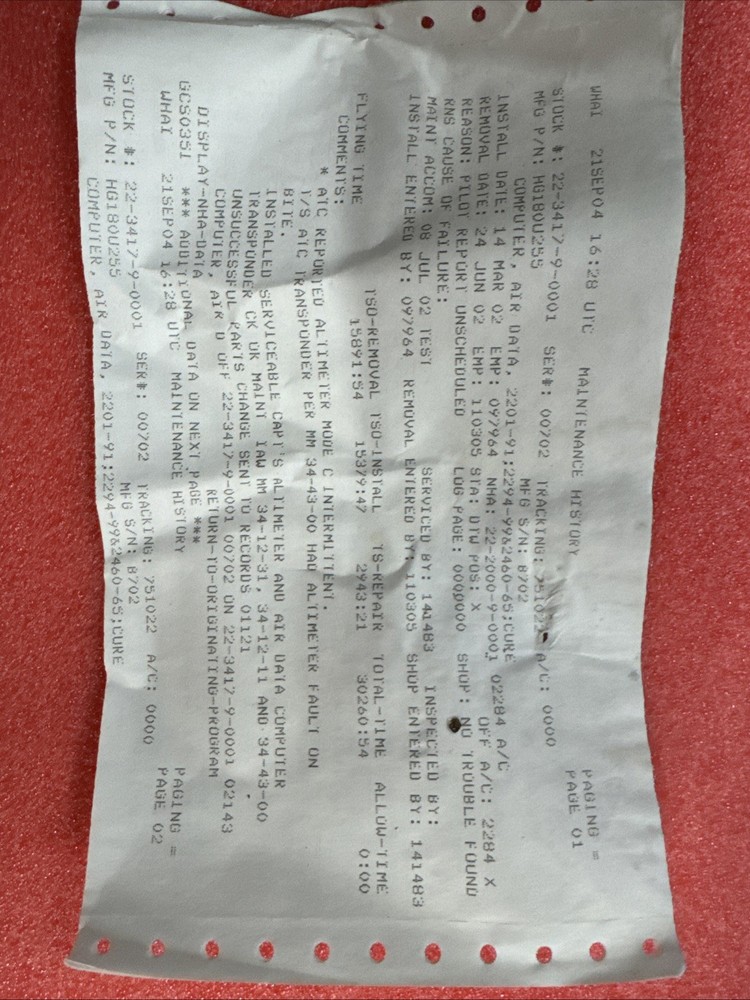 WHAI 21SEP04 16:28 UTC MAINTENANCE HISTORY PAGING =
PAGE 01
STOCK #: 22-3417-9-0001 SER#: 00702 TRACKING: 751022 A/C: 0000
MFG P/N: HG180U255 MFG S/N: 8702
COMPUTER, AIR DATA, 2201-91;2294-99&2460-65;CURE
INSTALL DATE: 14 MAR 02 EMP: 097964 NHA: 22-2000-9-0001 02284 A/C
REMOVAL DATE: 24 JUN 02 EMP: 110305 STA: DTW POS: X OFF A/C: 2284 X
REASON: PILOT REPORT UNSCHEDULED LOG PAGE: 0000000 SHOP: NO TROUBLE FOUND
RNS CAUSE OF FAILURE:
MAINT ACCOM: 08 JUL 02 TEST SERVICED BY: 141483 INSPECTED BY:
INSTALL ENTERED BY: 097964 REMOVAL ENTERED BY: 110305 SHOP ENTERED BY: 141483
TSO-REMOVAL TSO-INSTALL TS-REPAIR TOTAL-TIME ALLOW-TIME
FLYING TIME 15891:54 15379:47 2943:21 30260:54 0:00
COMMENTS:
* ATC REPORTED ALTIMETER MODE C INTERMITTENT.
T/S ATC TRANSPONDER PER MM 34-43-00 HAD ALTIMETER FAULT ON
BITE.
INSTALLED SERVICEABLE CAPT'S ALTIMETER AND AIR DATA COMPUTER
TRANSPONDER CK OK MAINT IAW MM 34-12-31, 34-12-11 AND 34-43-00
UNSUCCESSFUL PARTS CHANGE SENT TO RECORDS 01121
COMPUTER, AIR D OFF 22-3417-9-0001 00702 ON 22-3417-9-0001 02143
DISPLAY-NHA-DATA RETURN-TO-ORIGINATING-PROGRAM
GCS0351 *** ADDITIONAL DATA ON NEXT PAGE ***
WHAI 21SEP04 16:28 UTC MAINTENANCE HISTORY PAGING =
PAGE 02
STOCK #: 22-3417-9-0001 SER#: 00702 TRACKING: 751022 A/C: 0000
MFG P/N: HG180U255 MFG S/N: 8702
COMPUTER, AIR DATA, 2201-91;2294-99&2460-65;CURE